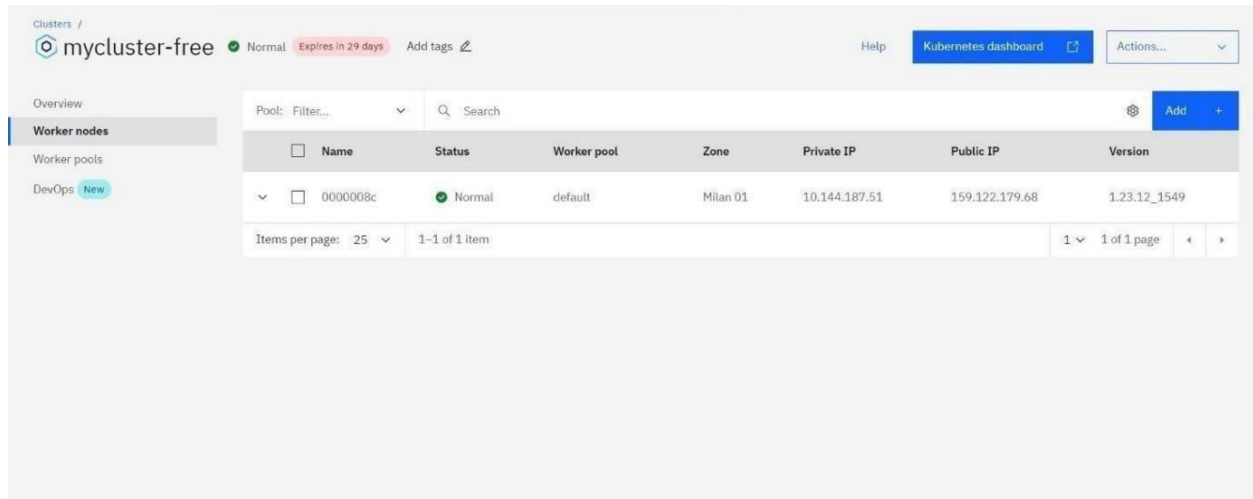 Clusters /
mycluster-free Normal Expires in 29 days Add tags Help Kubernetes dashboard Actions...
Overview
Worker nodes
Worker pools
DevOps New
Pool: Filter... Search Add +
Name Status Worker pool Zone Private IP Public IP Version
0000008c Normal default Milan 01 10.144.187.51 159.122.179.68 1.23.12_1549
Items per page: 25 1–1 of 1 item 1 1 of 1 page